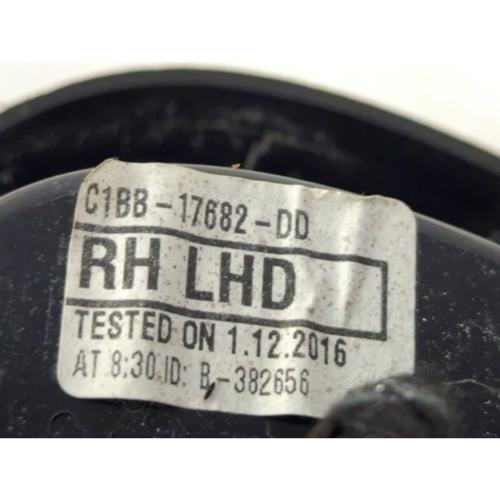 C1BB-17682-DD
RH LHD
TESTED ON 1.12.2016
AT 8:30.ID: B-382656